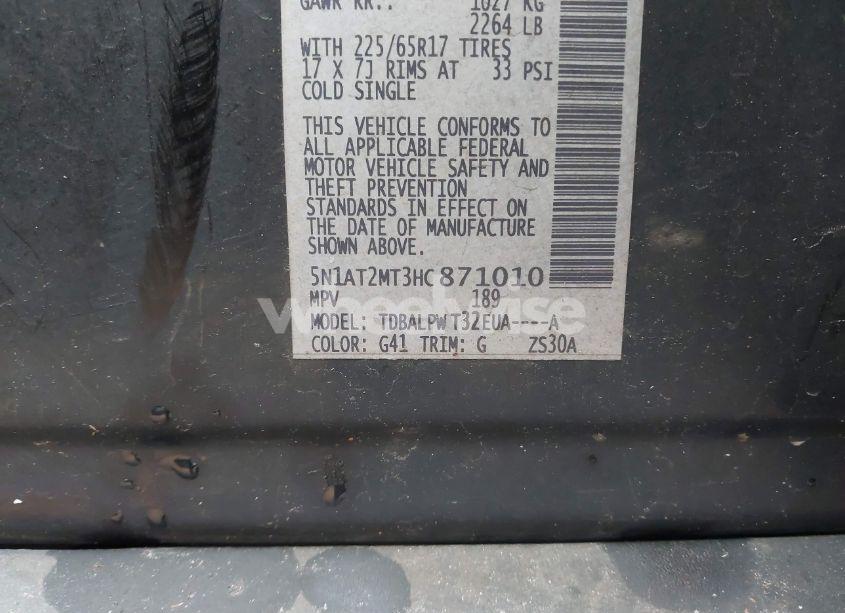 GAWR RR.: 1027 KG
2264 LB
WITH 225/65R17 TIRES
17 X 7J RIMS AT 33 PSI
COLD SINGLE
THIS VEHICLE CONFORMS TO
ALL APPLICABLE FEDERAL
MOTOR VEHICLE SAFETY AND
THEFT PREVENTION
STANDARDS IN EFFECT ON
THE DATE OF MANUFACTURE
SHOWN ABOVE.
5N1AT2MT3HC871010
MPV 189
MODEL: TDBALPWT32EUA----A
COLOR: G41 TRIM: G ZS30A